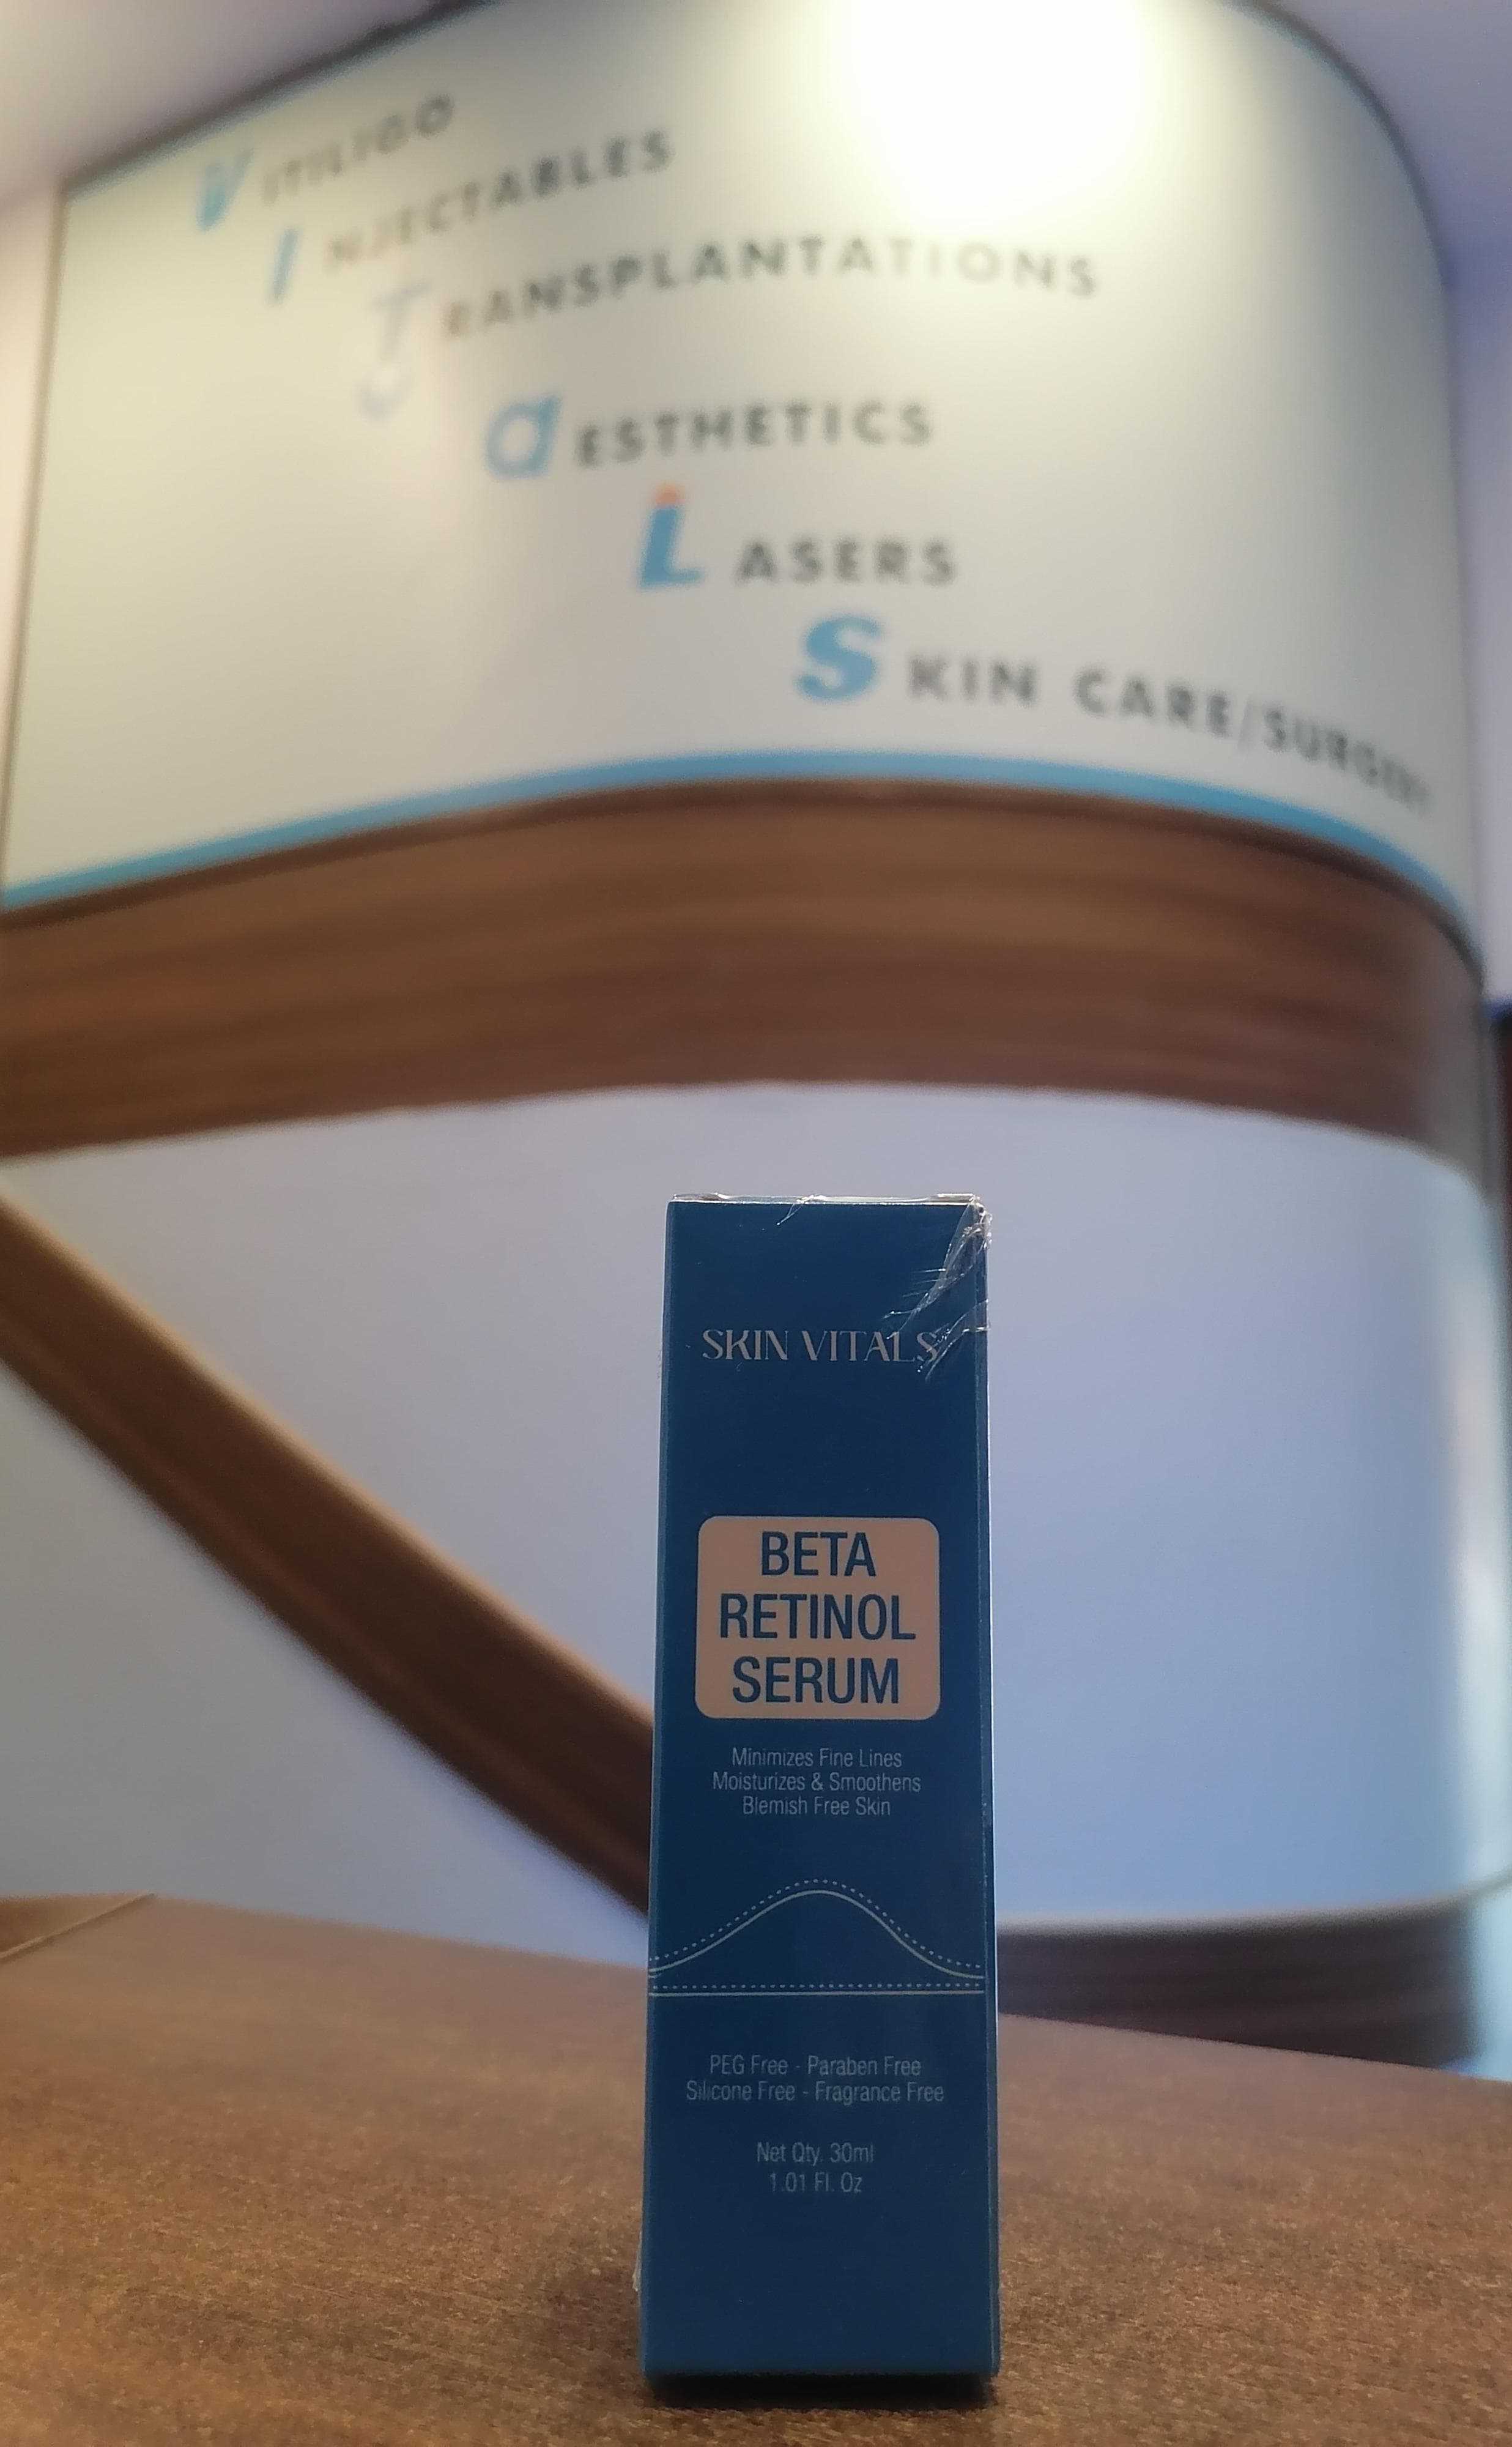 VITILIGO
INJECTABLES
TRANSPLANTATIONS
aESTHETICS
LASERS
SKIN CARE/SURGERY
SKIN VITALS
BETA
RETINOL
SERUM
Minimizes Fine Lines
Moisturizes & Smoothens
Blemish Free Skin
PEG Free - Paraben Free
Silicone Free - Fragrance Free
Net Qty. 30ml
1.01 Fl. Oz